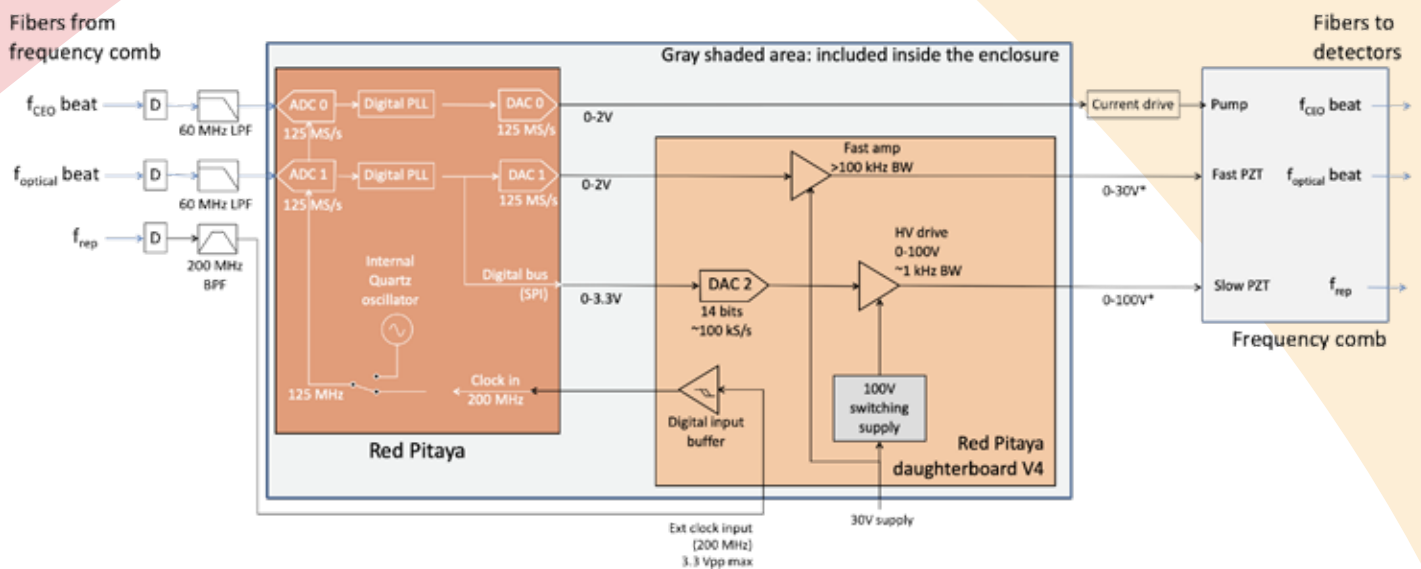 Fibers from
frequency comb
Fibers to
detectors
Gray shaded area: included inside the enclosure
fCEO beat
D
60 MHz LPF
ADC 0
125 MS/s
Digital PLL
DAC 0
125 MS/s
0-2V
Current drive
Pump
fCEO beat
foptical beat
D
60 MHz LPF
ADC 1
125 MS/s
Digital PLL
DAC 1
125 MS/s
0-2V
Fast amp
>100 kHz BW
0-30V*
Fast PZT
foptical beat
frep
D
200 MHz
BPF
Internal
Quartz
oscillator
Digital bus
(SPI)
0-3.3V
DAC 2
14 bits
~100 kS/s
HV drive
0-100V
~1 kHz BW
0-100V*
Slow PZT
frep
Frequency comb
125 MHz
Clock in
200 MHz
Digital input
buffer
100V
switching
supply
Red Pitaya
Red Pitaya
daughterboard V4
Ext clock input
(200 MHz)
3.3 Vpp max
30V supply